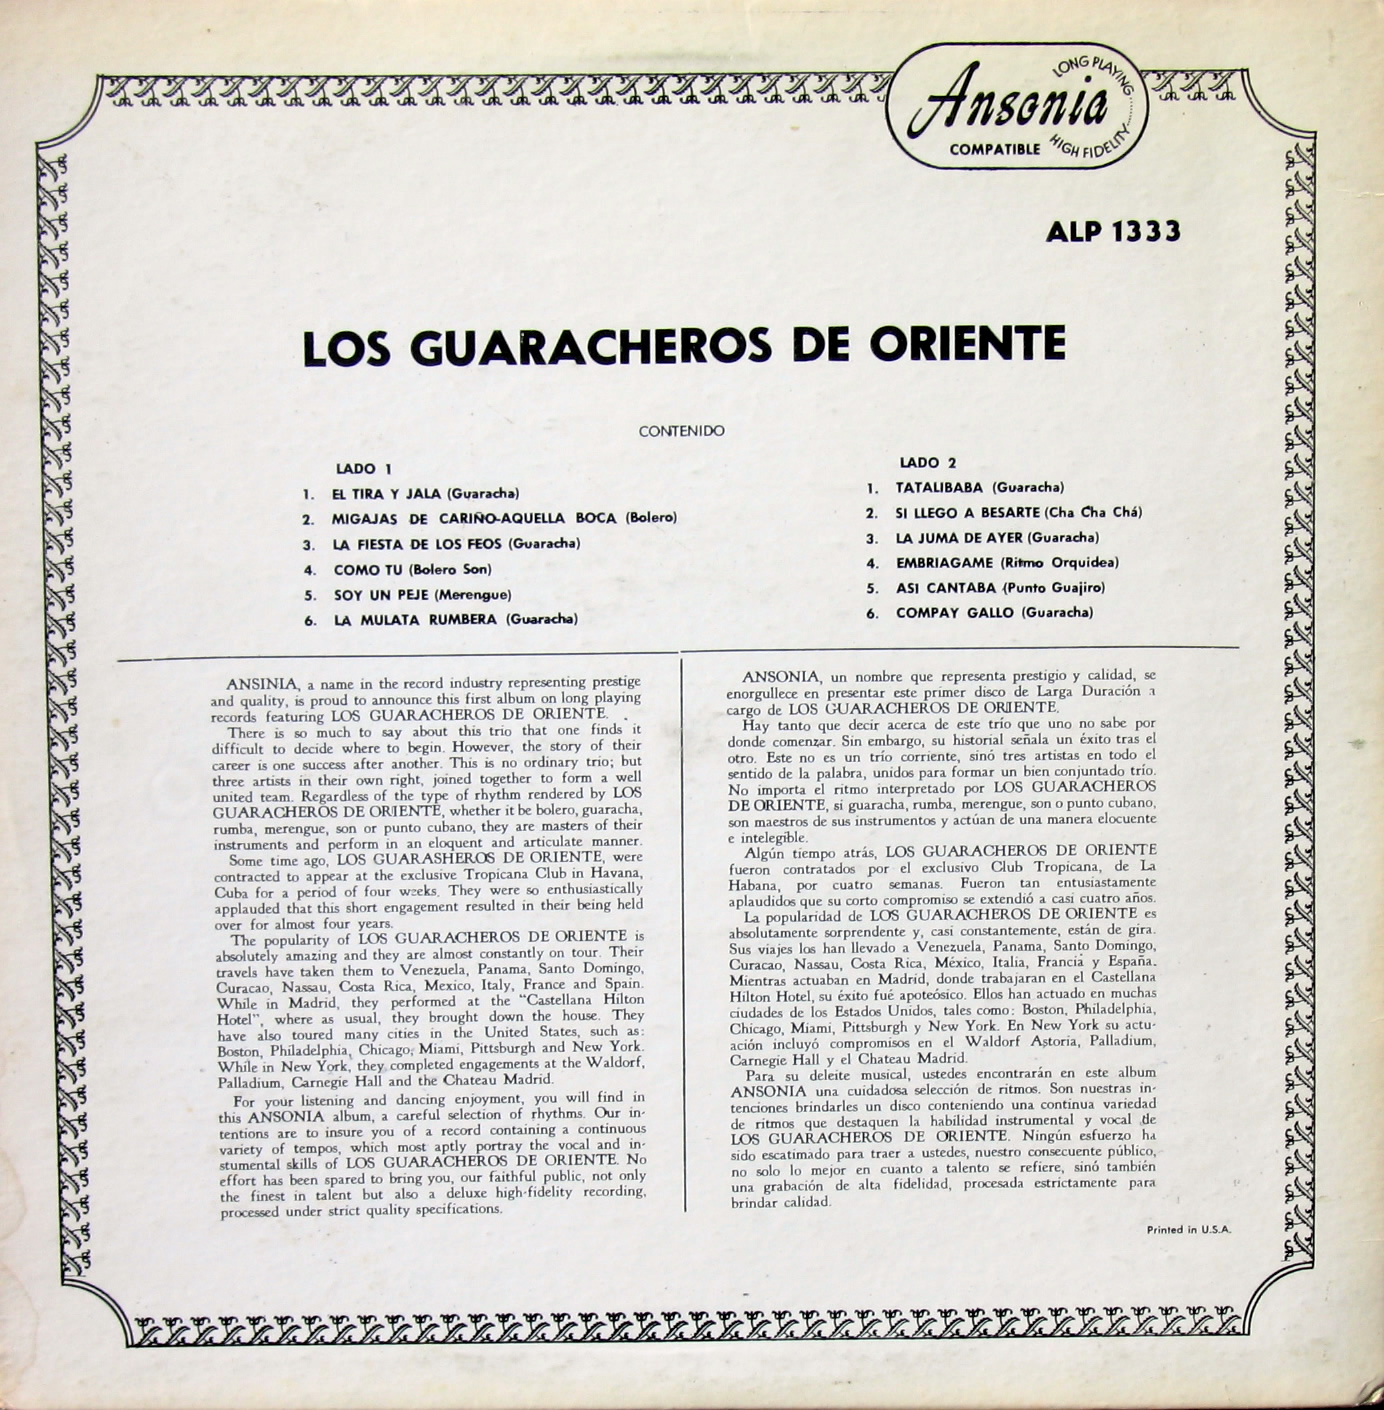 Ansonia
LONG PLAYING
HIGH FIDELITY
COMPATIBLE
ALP 1333
LOS GUARACHEROS DE ORIENTE
CONTENIDO
LADO 1
1. EL TIRA Y JALA (Guaracha)
2. MIGAJAS DE CARIÑO-AQUELLA BOCA (Bolero)
3. LA FIESTA DE LOS FEOS (Guaracha)
4. COMO TU (Bolero Son)
5. SOY UN PEJE (Merengue)
6. LA MULATA RUMBERA (Guaracha)
LADO 2
1. TATALIBABA (Guaracha)
2. SI LLEGO A BESARTE (Cha Cha Chá)
3. LA JUMA DE AYER (Guaracha)
4. EMBRIAGAME (Ritmo Orquidea)
5. ASI CANTABA (Punto Guajiro)
6. COMPAY GALLO (Guaracha)
ANSINIA, a name in the record industry representing prestige
and quality, is proud to announce this first album on long playing
records featuring LOS GUARACHEROS DE ORIENTE.
There is so much to say about this trio that one finds it
difficult to decide where to begin. However, the story of their
career is one success after another. This is no ordinary trio; but
three artists in their own right, joined together to form a well
united team. Regardless of the type of rhythm rendered by LOS
GUARACHEROS DE ORIENTE, whether it be bolero, guaracha,
rumba, merengue, son or punto cubano, they are masters of their
instruments and perform in an eloquent and articulate manner.
Some time ago, LOS GUARASHEROS DE ORIENTE, were
contracted to appear at the exclusive Tropicana Club in Havana,
Cuba for a period of four weeks. They were so enthusiastically
applauded that this short engagement resulted in their being held
over for almost four years.
The popularity of LOS GUARACHEROS DE ORIENTE is
absolutely amazing and they are almost constantly on tour. Their
travels have taken them to Venezuela, Panama, Santo Domingo,
Curacao, Nassau, Costa Rica, Mexico, Italy, France and Spain.
While in Madrid, they performed at the "Castellana Hilton
Hotel", where as usual, they brought down the house. They
have also toured many cities in the United States, such as:
Boston, Philadelphia, Chicago, Miami, Pittsburgh and New York.
While in New York, they completed engagements at the Waldorf,
Palladium, Carnegie Hall and the Chateau Madrid.
For your listening and dancing enjoyment, you will find in
this ANSONIA album, a careful selection of rhythms. Our in-
tentions are to insure you of a record containing a continuous
variety of tempos, which most aptly portray the vocal and in-
stumental skills of LOS GUARACHEROS DE ORIENTE. No
effort has been spared to bring you, our faithful public, not only
the finest in talent but also a deluxe high-fidelity recording,
processed under strict quality specifications.
ANSONIA, un nombre que representa prestigio y calidad, se
enorgullece en presentar este primer disco de Larga Duración a
cargo de LOS GUARACHEROS DE ORIENTE.
Hay tanto que decir acerca de este trío que uno no sabe por
donde comenzar. Sin embargo, su historial señala un éxito tras el
otro. Este no es un trío corriente, sinó tres artistas en todo el
sentido de la palabra, unidos para formar un bien conjuntado trío.
No importa el ritmo interpretado por LOS GUARACHEROS
DE ORIENTE, si guaracha, rumba, merengue, son o punto cubano,
son maestros de sus instrumentos y actúan de una manera elocuente
e intelegible.
Algún tiempo atrás, LOS GUARACHEROS DE ORIENTE
fueron contratados por el exclusivo Club Tropicana, de La
Habana, por cuatro semanas. Fueron tan entusiastamente
aplaudidos que su corto compromiso se extendió a casi cuatro años.
La popularidad de LOS GUARACHEROS DE ORIENTE es
absolutamente sorprendente y, casi constantemente, están de gira.
Sus viajes los han llevado a Venezuela, Panama, Santo Domingo,
Curacao, Nassau, Costa Rica, México, Italia, Francia y España.
Mientras actuaban en Madrid, donde trabajaran en el Castellana
Hilton Hotel, su éxito fué apoteósico. Ellos han actuado en muchas
ciudades de los Estados Unidos, tales como: Boston, Philadelphia,
Chicago, Miami, Pittsburgh y New York. En New York su actu-
ación incluyó compromisos en el Waldorf Astoria, Palladium,
Carnegie Hall y el Chateau Madrid.
Para su deleite musical, ustedes encontrarán en este album
ANSONIA una cuidadosa selección de ritmos. Son nuestras in-
tenciones brindarles un disco conteniendo una continua variedad
de ritmos que destaquen la habilidad instrumental y vocal de
LOS GUARACHEROS DE ORIENTE. Ningún esfuerzo ha
sido escatimado para traer a ustedes, nuestro consecuente público,
no solo lo mejor en cuanto a talento se refiere, sinó también
una grabación de alta fidelidad, procesada estrictamente para
brindar calidad.
Printed in U.S.A.